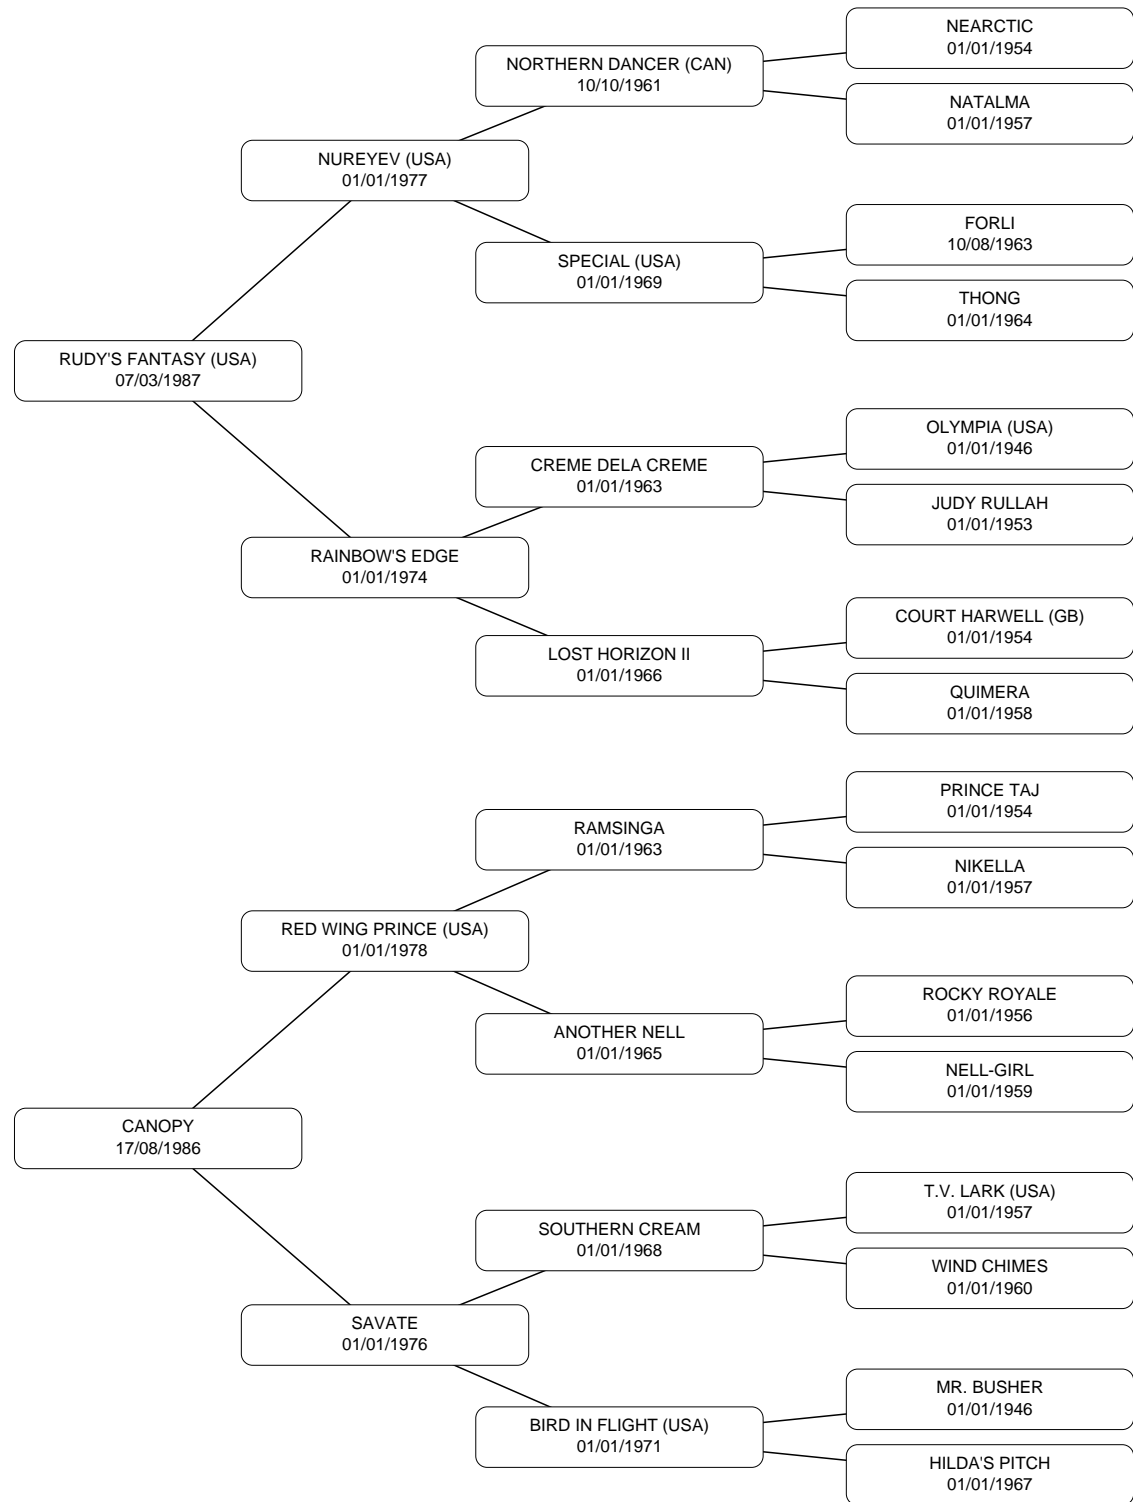 NEARCTIC
01/01/1954
NORTHERN DANCER (CAN)
10/10/1961
NATALMA
01/01/1957
NUREYEV (USA)
01/01/1977
FORLI
10/08/1963
SPECIAL (USA)
01/01/1969
THONG
01/01/1964
RUDY'S FANTASY (USA)
07/03/1987
OLYMPIA (USA)
01/01/1946
CREME DELA CREME
01/01/1963
JUDY RULLAH
01/01/1953
RAINBOW'S EDGE
01/01/1974
COURT HARWELL (GB)
01/01/1954
LOST HORIZON II
01/01/1966
QUIMERA
01/01/1958
PRINCE TAJ
01/01/1954
RAMSINGA
01/01/1963
NIKELLA
01/01/1957
RED WING PRINCE (USA)
01/01/1978
ROCKY ROYALE
01/01/1956
ANOTHER NELL
01/01/1965
NELL-GIRL
01/01/1959
CANOPY
17/08/1986
T.V. LARK (USA)
01/01/1957
SOUTHERN CREAM
01/01/1968
WIND CHIMES
01/01/1960
SAVATE
01/01/1976
MR. BUSHER
01/01/1946
BIRD IN FLIGHT (USA)
01/01/1971
HILDA'S PITCH
01/01/1967